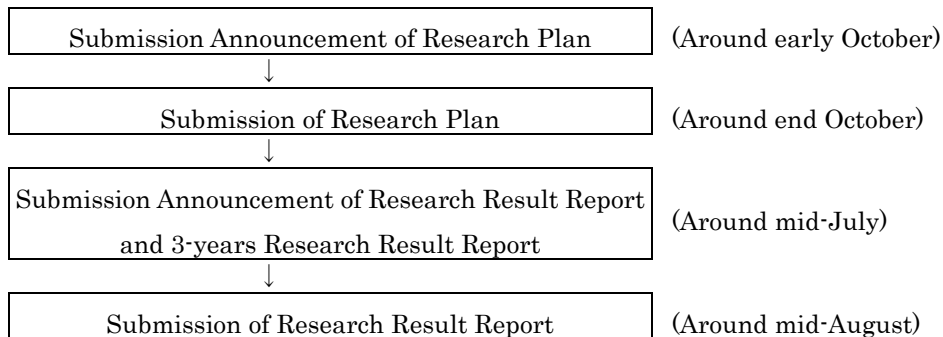 Submission Announcement of Research Plan (Around early October)
↓
Submission of Research Plan (Around end October)
↓
Submission Announcement of Research Result Report
and 3-years Research Result Report
(Around mid-July)
↓
Submission of Research Result Report (Around mid-August)